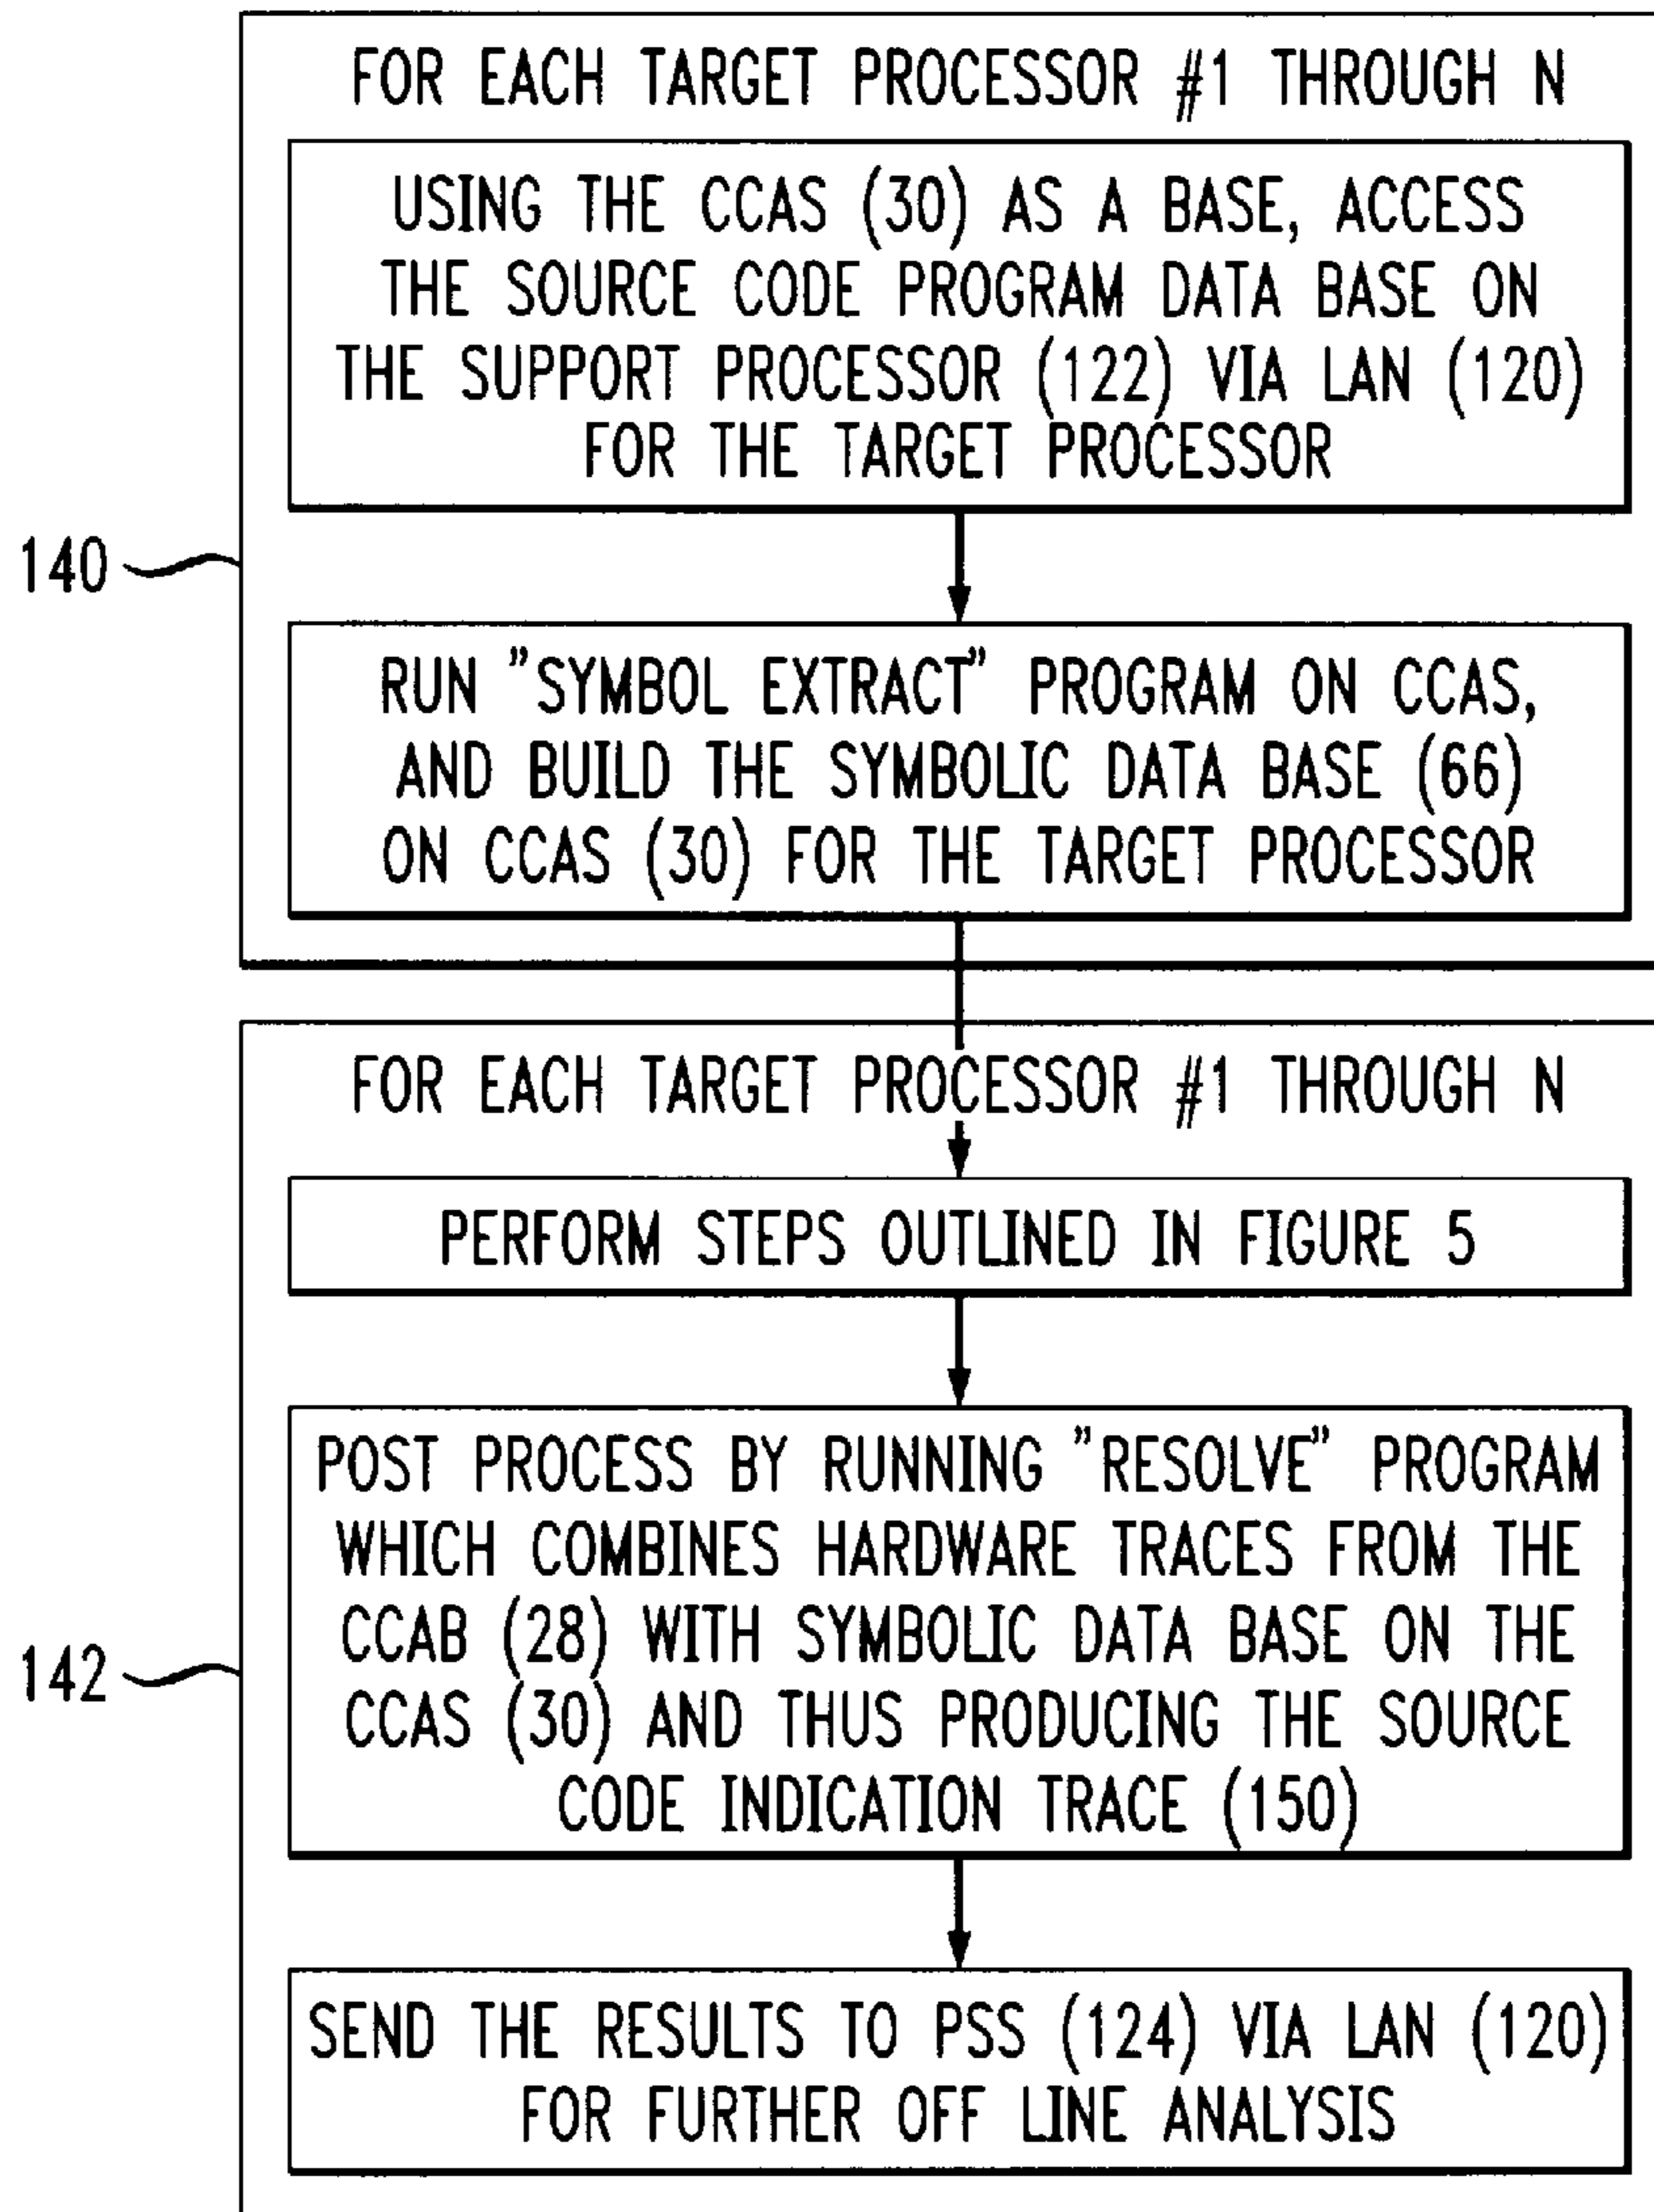 FOR EACH TARGET PROCESSOR #1 THROUGH N
USING THE CCAS (30) AS A BASE, ACCESS
THE SOURCE CODE PROGRAM DATA BASE ON
THE SUPPORT PROCESSOR (122) VIA LAN (120)
FOR THE TARGET PROCESSOR
140
RUN "SYMBOL EXTRACT" PROGRAM ON CCAS,
AND BUILD THE SYMBOLIC DATA BASE (66)
ON CCAS (30) FOR THE TARGET PROCESSOR
FOR EACH TARGET PROCESSOR #1 THROUGH N
PERFORM STEPS OUTLINED IN FIGURE 5
POST PROCESS BY RUNNING "RESOLVE" PROGRAM
WHICH COMBINES HARDWARE TRACES FROM THE
CCAB (28) WITH SYMBOLIC DATA BASE ON THE
142
CCAS (30) AND THUS PRODUCING THE SOURCE
CODE INDICATION TRACE (150)
SEND THE RESULTS TO PSS (124) VIA LAN (120)
FOR FURTHER OFF LINE ANALYSIS